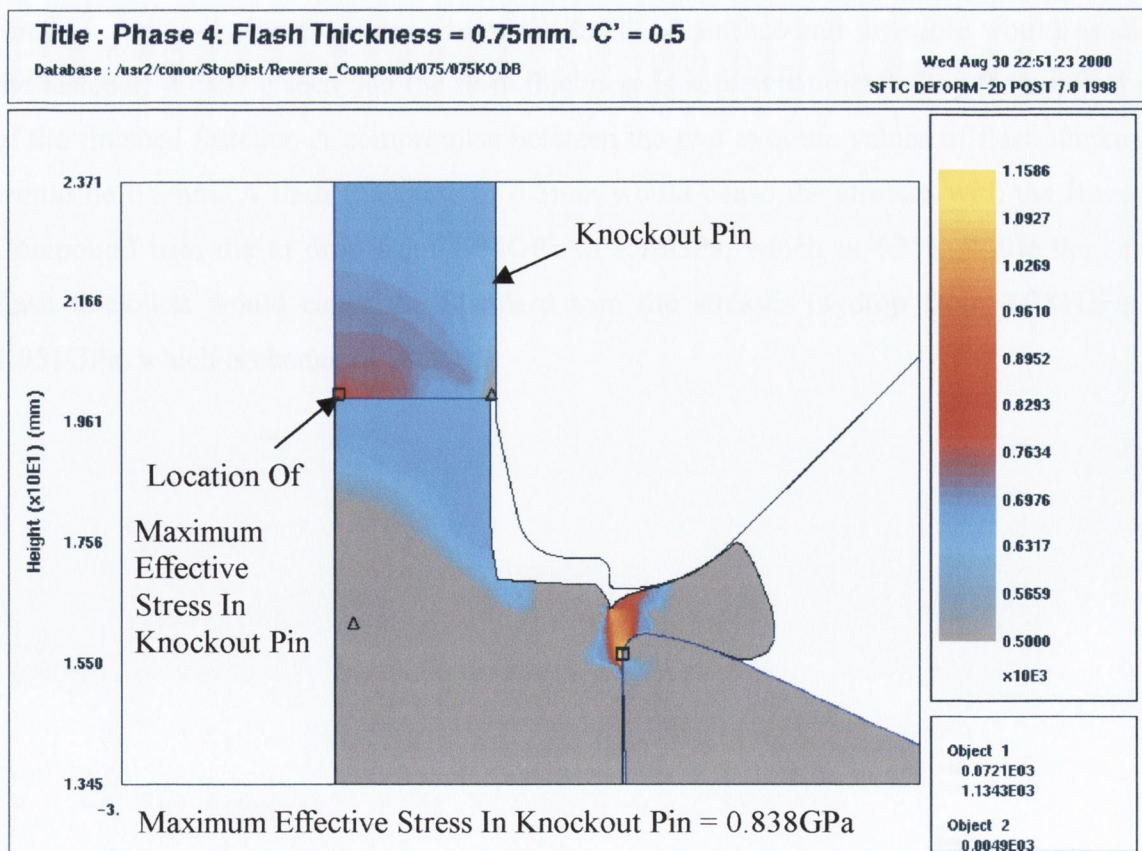 Title : Phase 4: Flash Thickness = 0.75mm. 'C' = 0.5
Database : /usr2/conor/StopDist/Reverse_Compound/075/075KO.DB
Wed Aug 30 22:51:23 2000
SFTC DEFORM-2D POST 7.0 1998
Height (x10E1) (mm)
2.371
2.166
1.961
1.756
1.550
1.345
-3.
Knockout Pin
Location Of
Maximum
Effective
Stress In
Knockout Pin
Maximum Effective Stress In Knockout Pin = 0.838GPa
1.1586
1.0927
1.0269
0.9610
0.8952
0.8293
0.7634
0.6976
0.6317
0.5659
0.5000
x10E3
Object 1
0.0721E03
1.1343E03
Object 2
0.0049E03